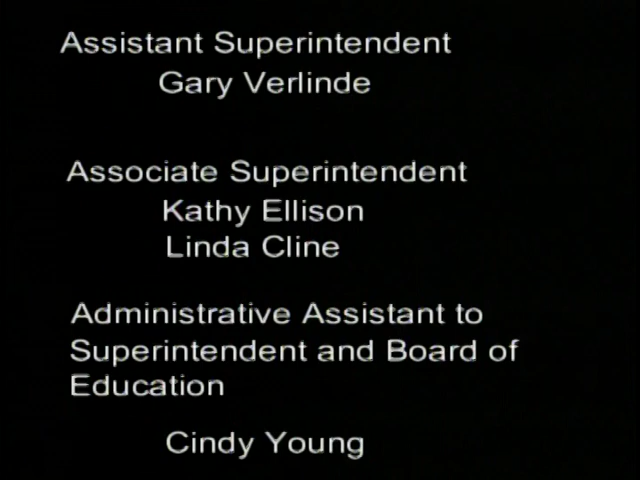 Assistant Superintendent
Gary Verlinde
Associate Superintendent
Kathy Ellison
Linda Cline
Administrative Assistant to
Superintendent and Board of
Education
Cindy Young